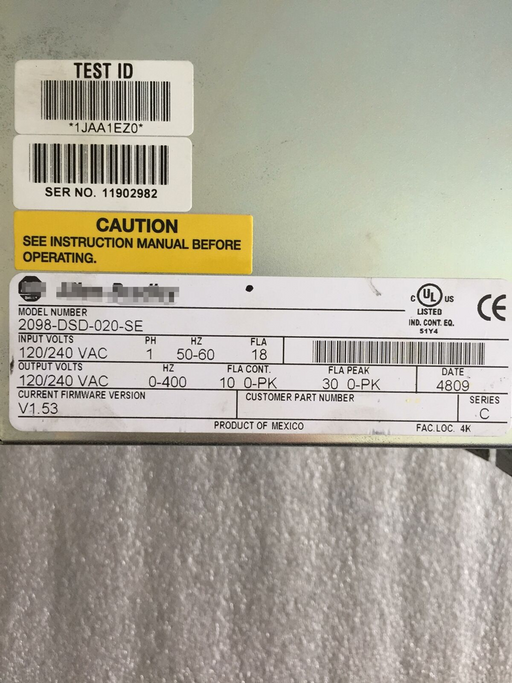 TEST ID
*1JAA1EZ0*
SER NO. 11902982
CAUTION
SEE INSTRUCTION MANUAL BEFORE
OPERATING.
MODEL NUMBER
2098-DSD-020-SE
C UL US
LISTED
IND. CONT. EQ.
51Y4
CE
INPUT VOLTS PH HZ FLA
120/240 VAC 1 50-60 18
OUTPUT VOLTS HZ FLA CONT. FLA PEAK DATE
120/240 VAC 0-400 10 0-PK 30 0-PK 4809
CURRENT FIRMWARE VERSION CUSTOMER PART NUMBER SERIES
V1.53 C
PRODUCT OF MEXICO FAC. LOC. 4K